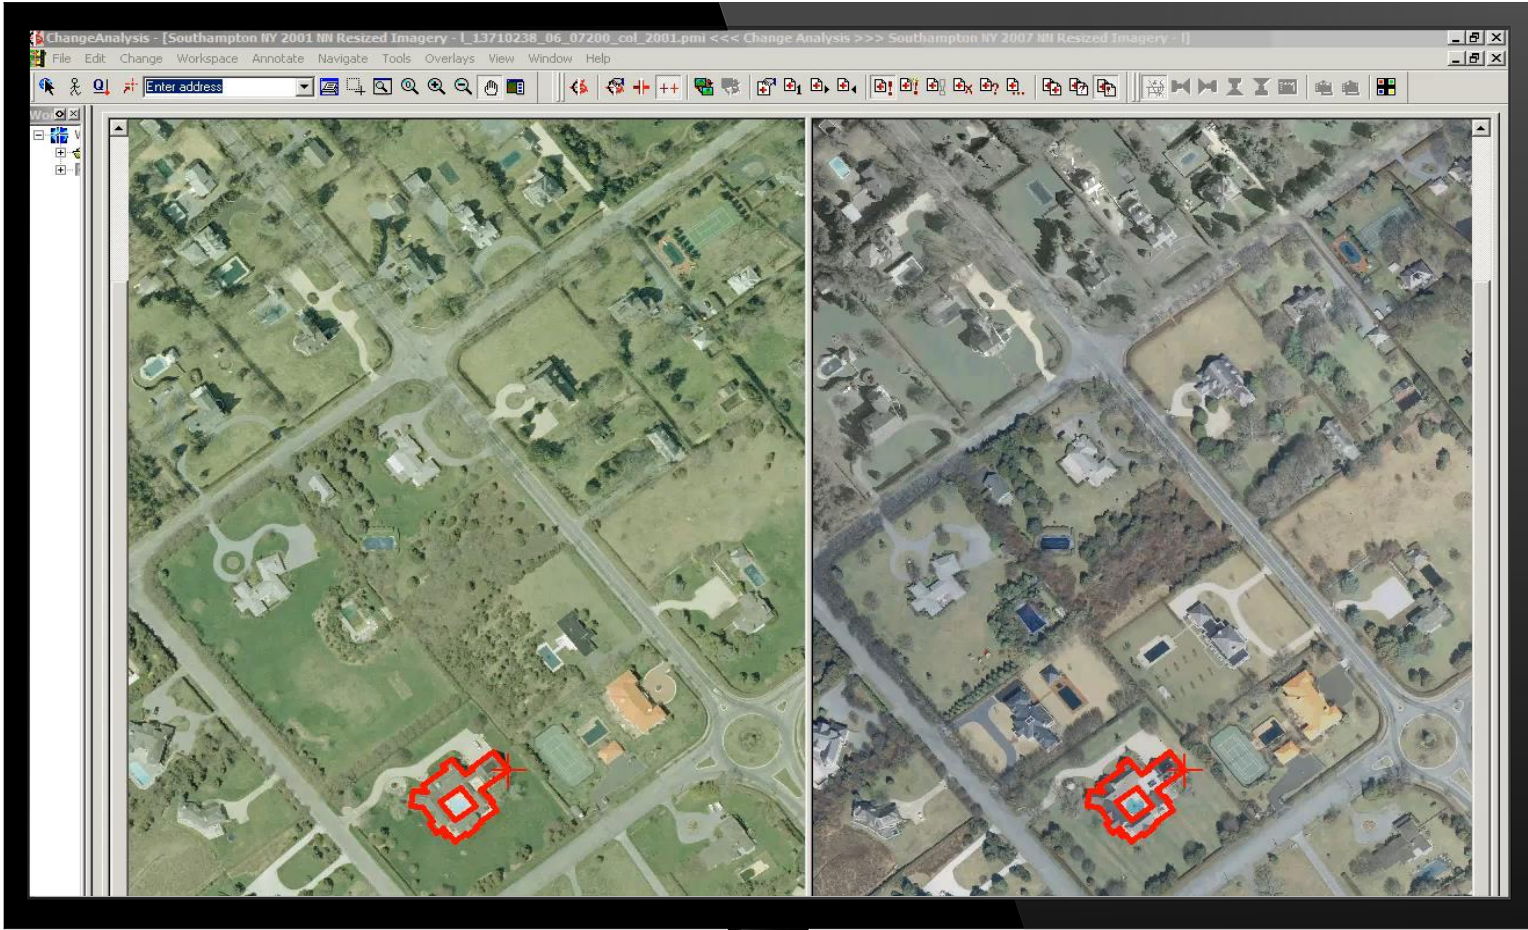 ChangeAnalysis - [Southampton NY 2001 NN Resized Imagery - l_13710238_06_07200_col_2001.pmi <<< Change Analysis >>> Southampton NY 2007 NN Resized Imagery - l]
File Edit Change Workspace Annotate Navigate Tools Overlays View Window Help
Enter address